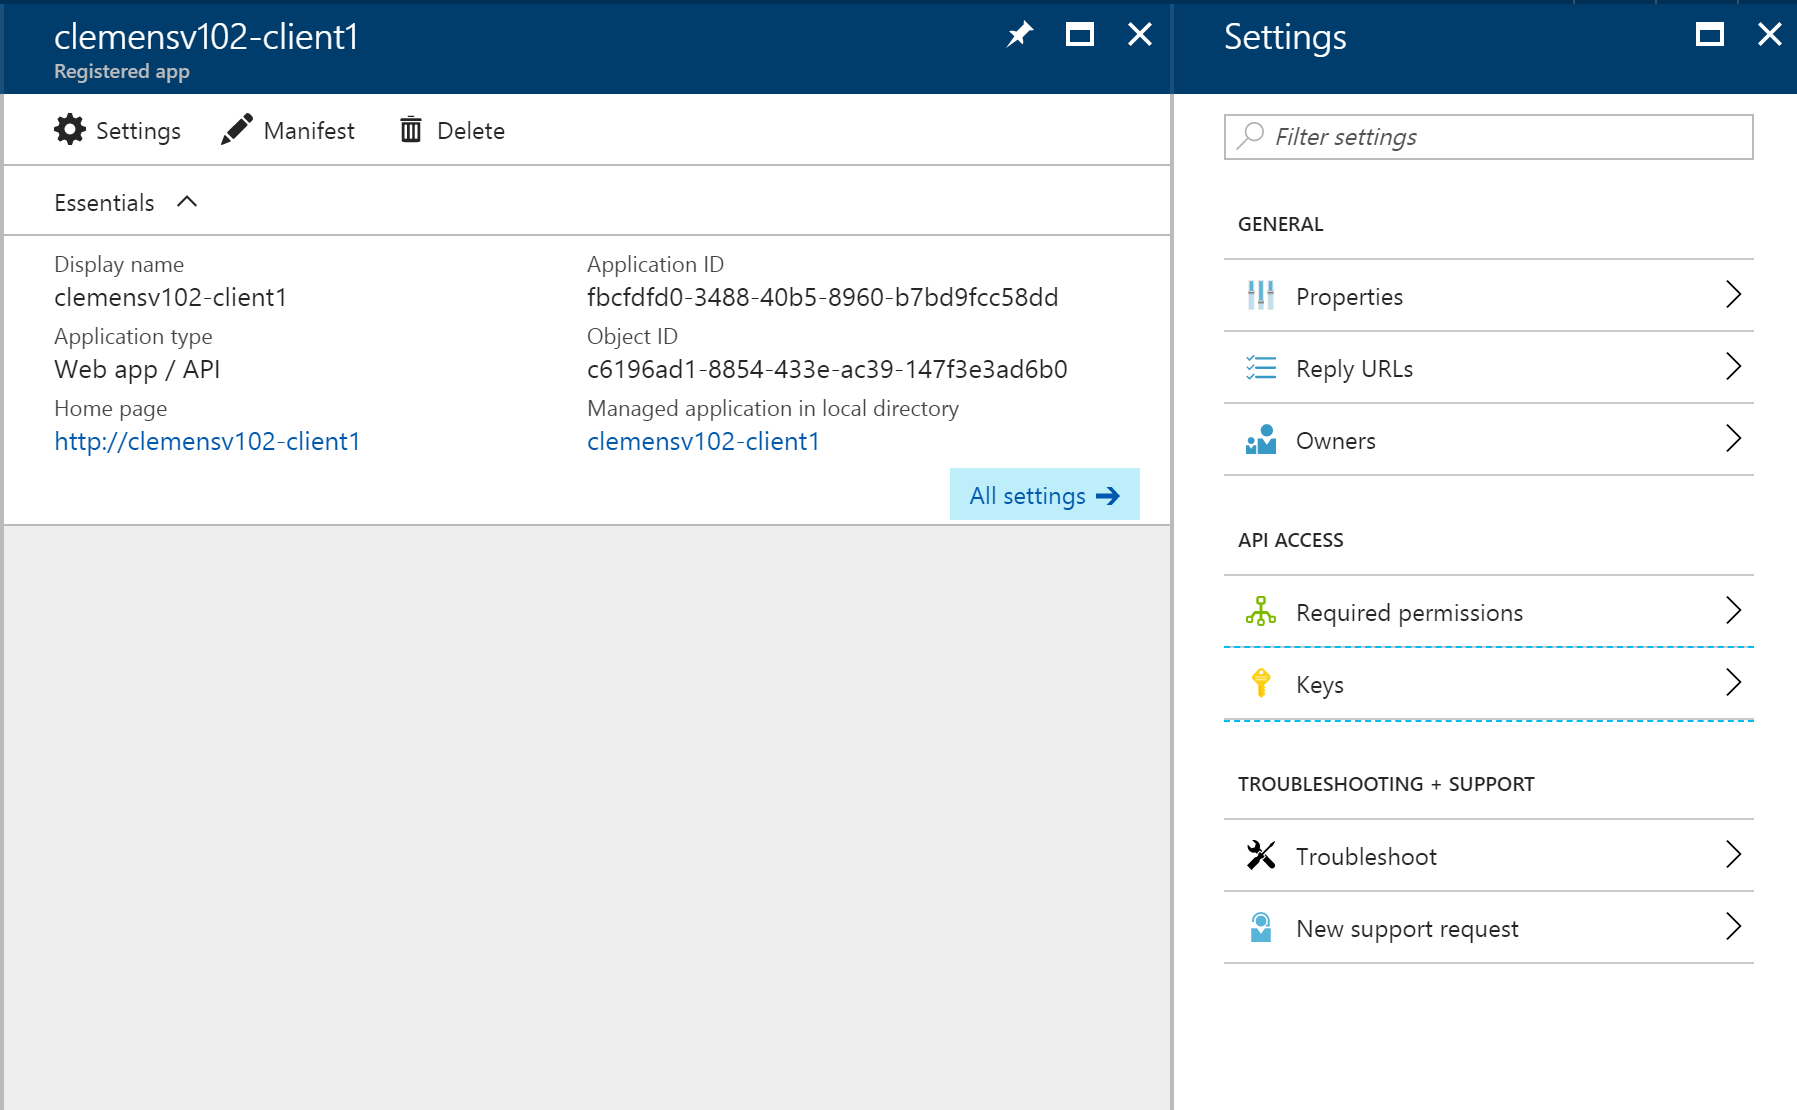 clemensv102-client1
Registered app
Settings
Manifest
Delete
Essentials
Display name
clemensv102-client1
Application type
Web app / API
Home page
http://clemensv102-client1
Application ID
fbcfdfd0-3488-40b5-8960-b7bd9fcc58dd
Object ID
c6196ad1-8854-433e-ac39-147f3e3ad6b0
Managed application in local directory
clemensv102-client1
All settings
Settings
Filter settings
GENERAL
Properties
Reply URLs
Owners
API ACCESS
Required permissions
Keys
TROUBLESHOOTING + SUPPORT
Troubleshoot
New support request